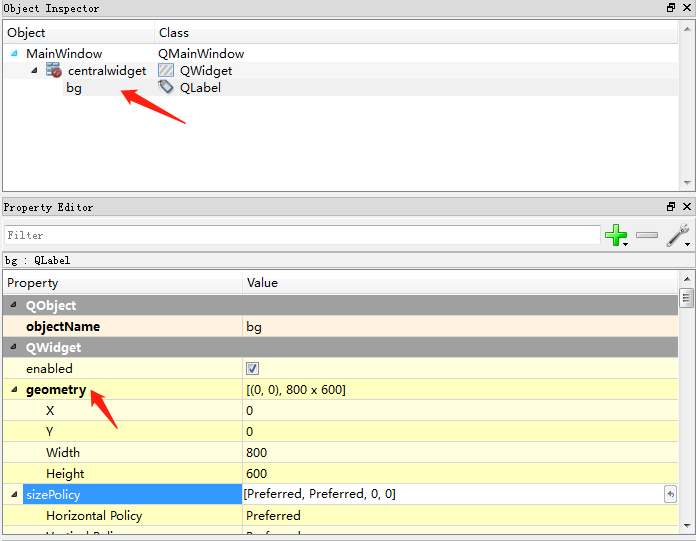 Object Inspector
Object Class
MainWindow QMainWindow
centralwidget QWidget
bg QLabel
Property Editor
Filter
bg : QLabel
Property Value
QObject
objectName bg
QWidget
enabled
geometry [(0, 0), 800 x 600]
X 0
Y 0
Width 800
Height 600
sizePolicy [Preferred, Preferred, 0, 0]
Horizontal Policy Preferred